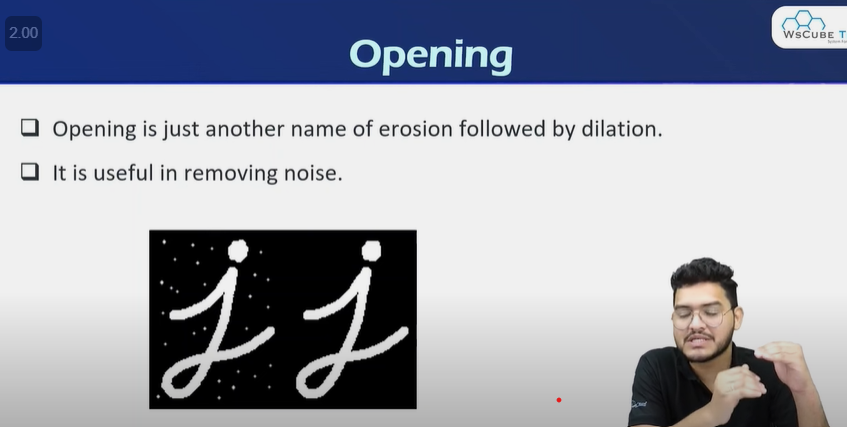 2.00
WsCube T
Opening
Opening is just another name of erosion followed by dilation.
It is useful in removing noise.